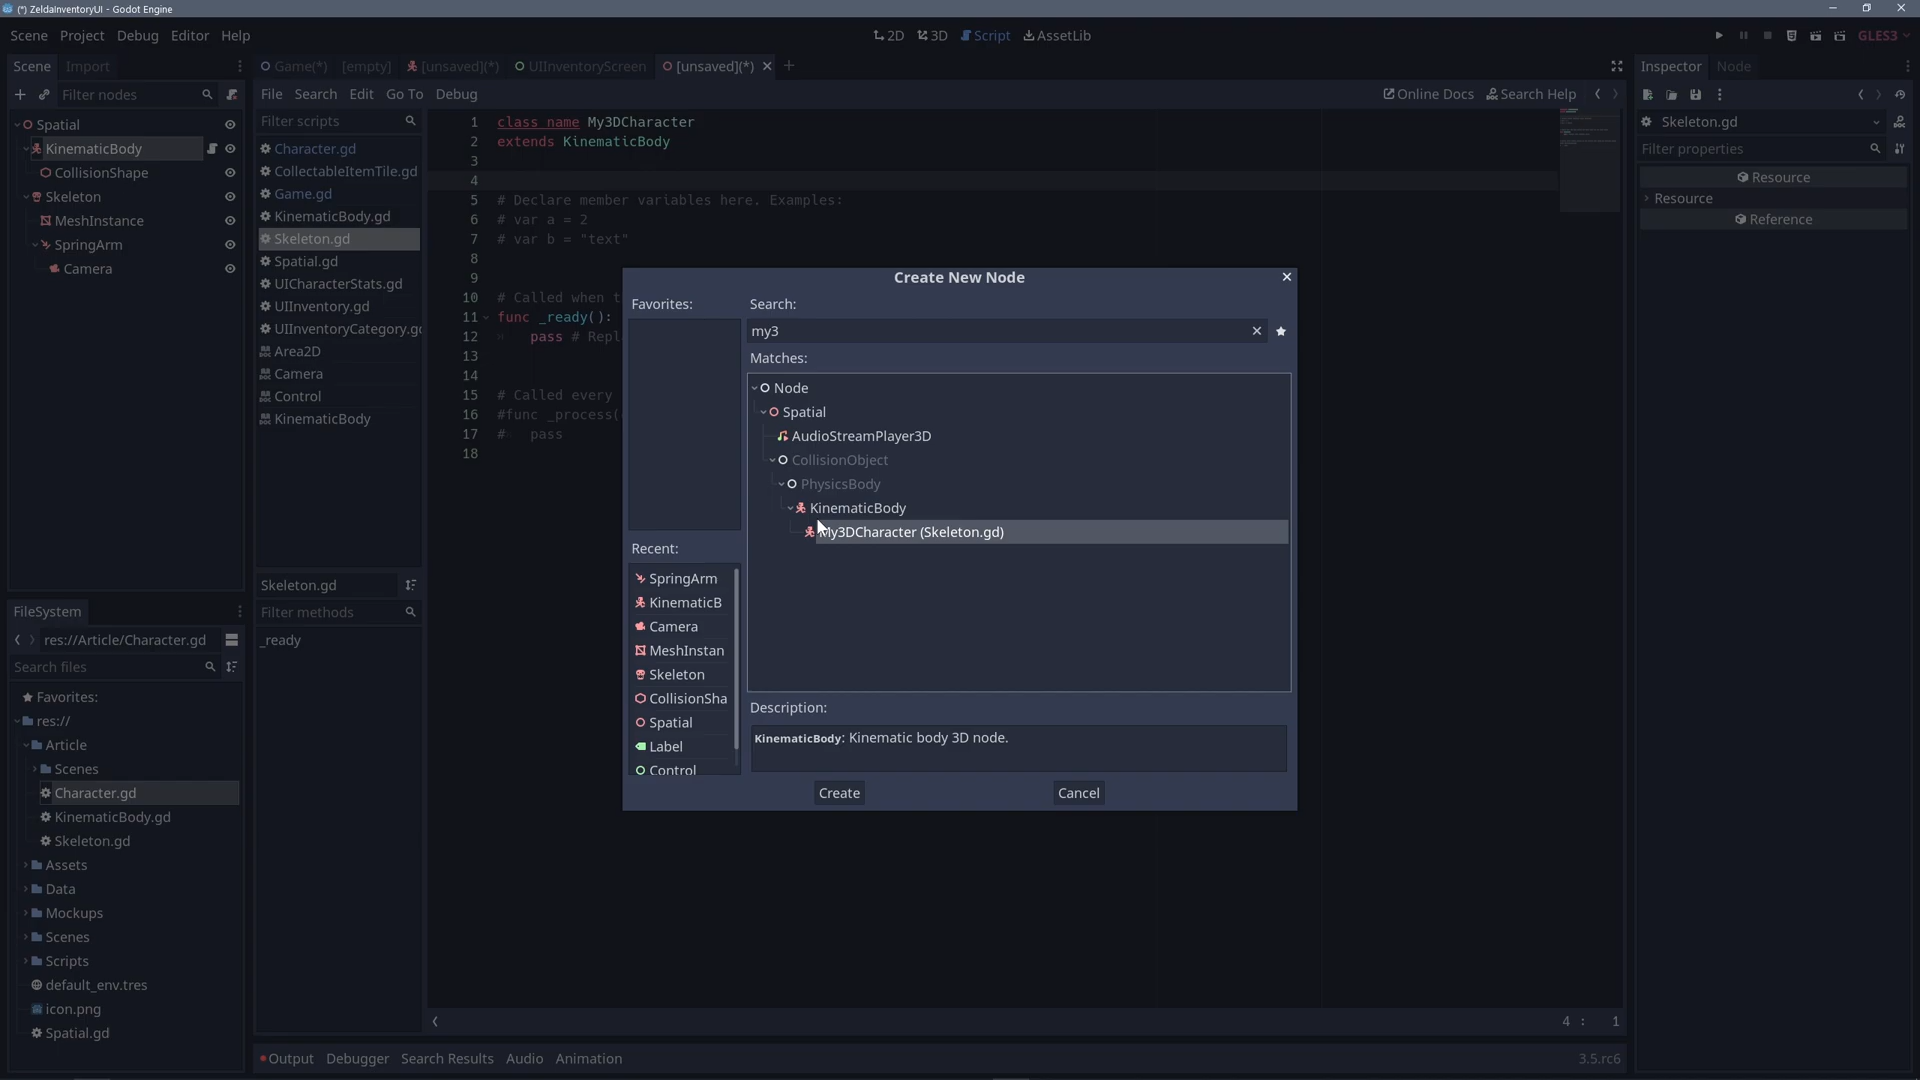 (*) ZeldaInventoryUI - Godot Engine
Scene Project Debug Editor Help
2D 3D Script AssetLib
GLES3
Scene Import
Game(*) [empty] [unsaved](*) UIInventoryScreen [unsaved](*)
Inspector Node
Filter nodes
File Search Edit Go To Debug
Online Docs Search Help
Spatial
KinematicBody
CollisionShape
Skeleton
MeshInstance
SpringArm
Camera
Filter scripts
Character.gd
CollectableItemTile.gd
Game.gd
KinematicBody.gd
Skeleton.gd
Spatial.gd
UICharacterStats.gd
UIInventory.gd
UIInventoryCategory.gd
Area2D
Camera
Control
KinematicBody
Skeleton.gd
Filter methods
_ready
1 class_name My3DCharacter
2 extends KinematicBody
3
4
5 # Declare member variables here. Examples:
6 # var a = 2
7 # var b = "text"
8
9
10 # Called when t
11 func _ready():
12 pass # Repl
13
14
15 # Called every
16 #func _process(
17 # pass
18
Create New Node
Favorites:
Search:
my3
Matches:
Node
Spatial
AudioStreamPlayer3D
CollisionObject
PhysicsBody
KinematicBody
My3DCharacter (Skeleton.gd)
Recent:
SpringArm
KinematicB
Camera
MeshInstan
Skeleton
CollisionSha
Spatial
Label
Control
Description:
KinematicBody: Kinematic body 3D node.
Create Cancel
Skeleton.gd
Filter properties
Resource
Resource
Reference
FileSystem
res://Article/Character.gd
Search files
Favorites:
res://
Article
Scenes
Character.gd
KinematicBody.gd
Skeleton.gd
Assets
Data
Mockups
Scenes
Scripts
default_env.tres
icon.png
Spatial.gd
4 : 1
Output Debugger Search Results Audio Animation
3.5.rc6